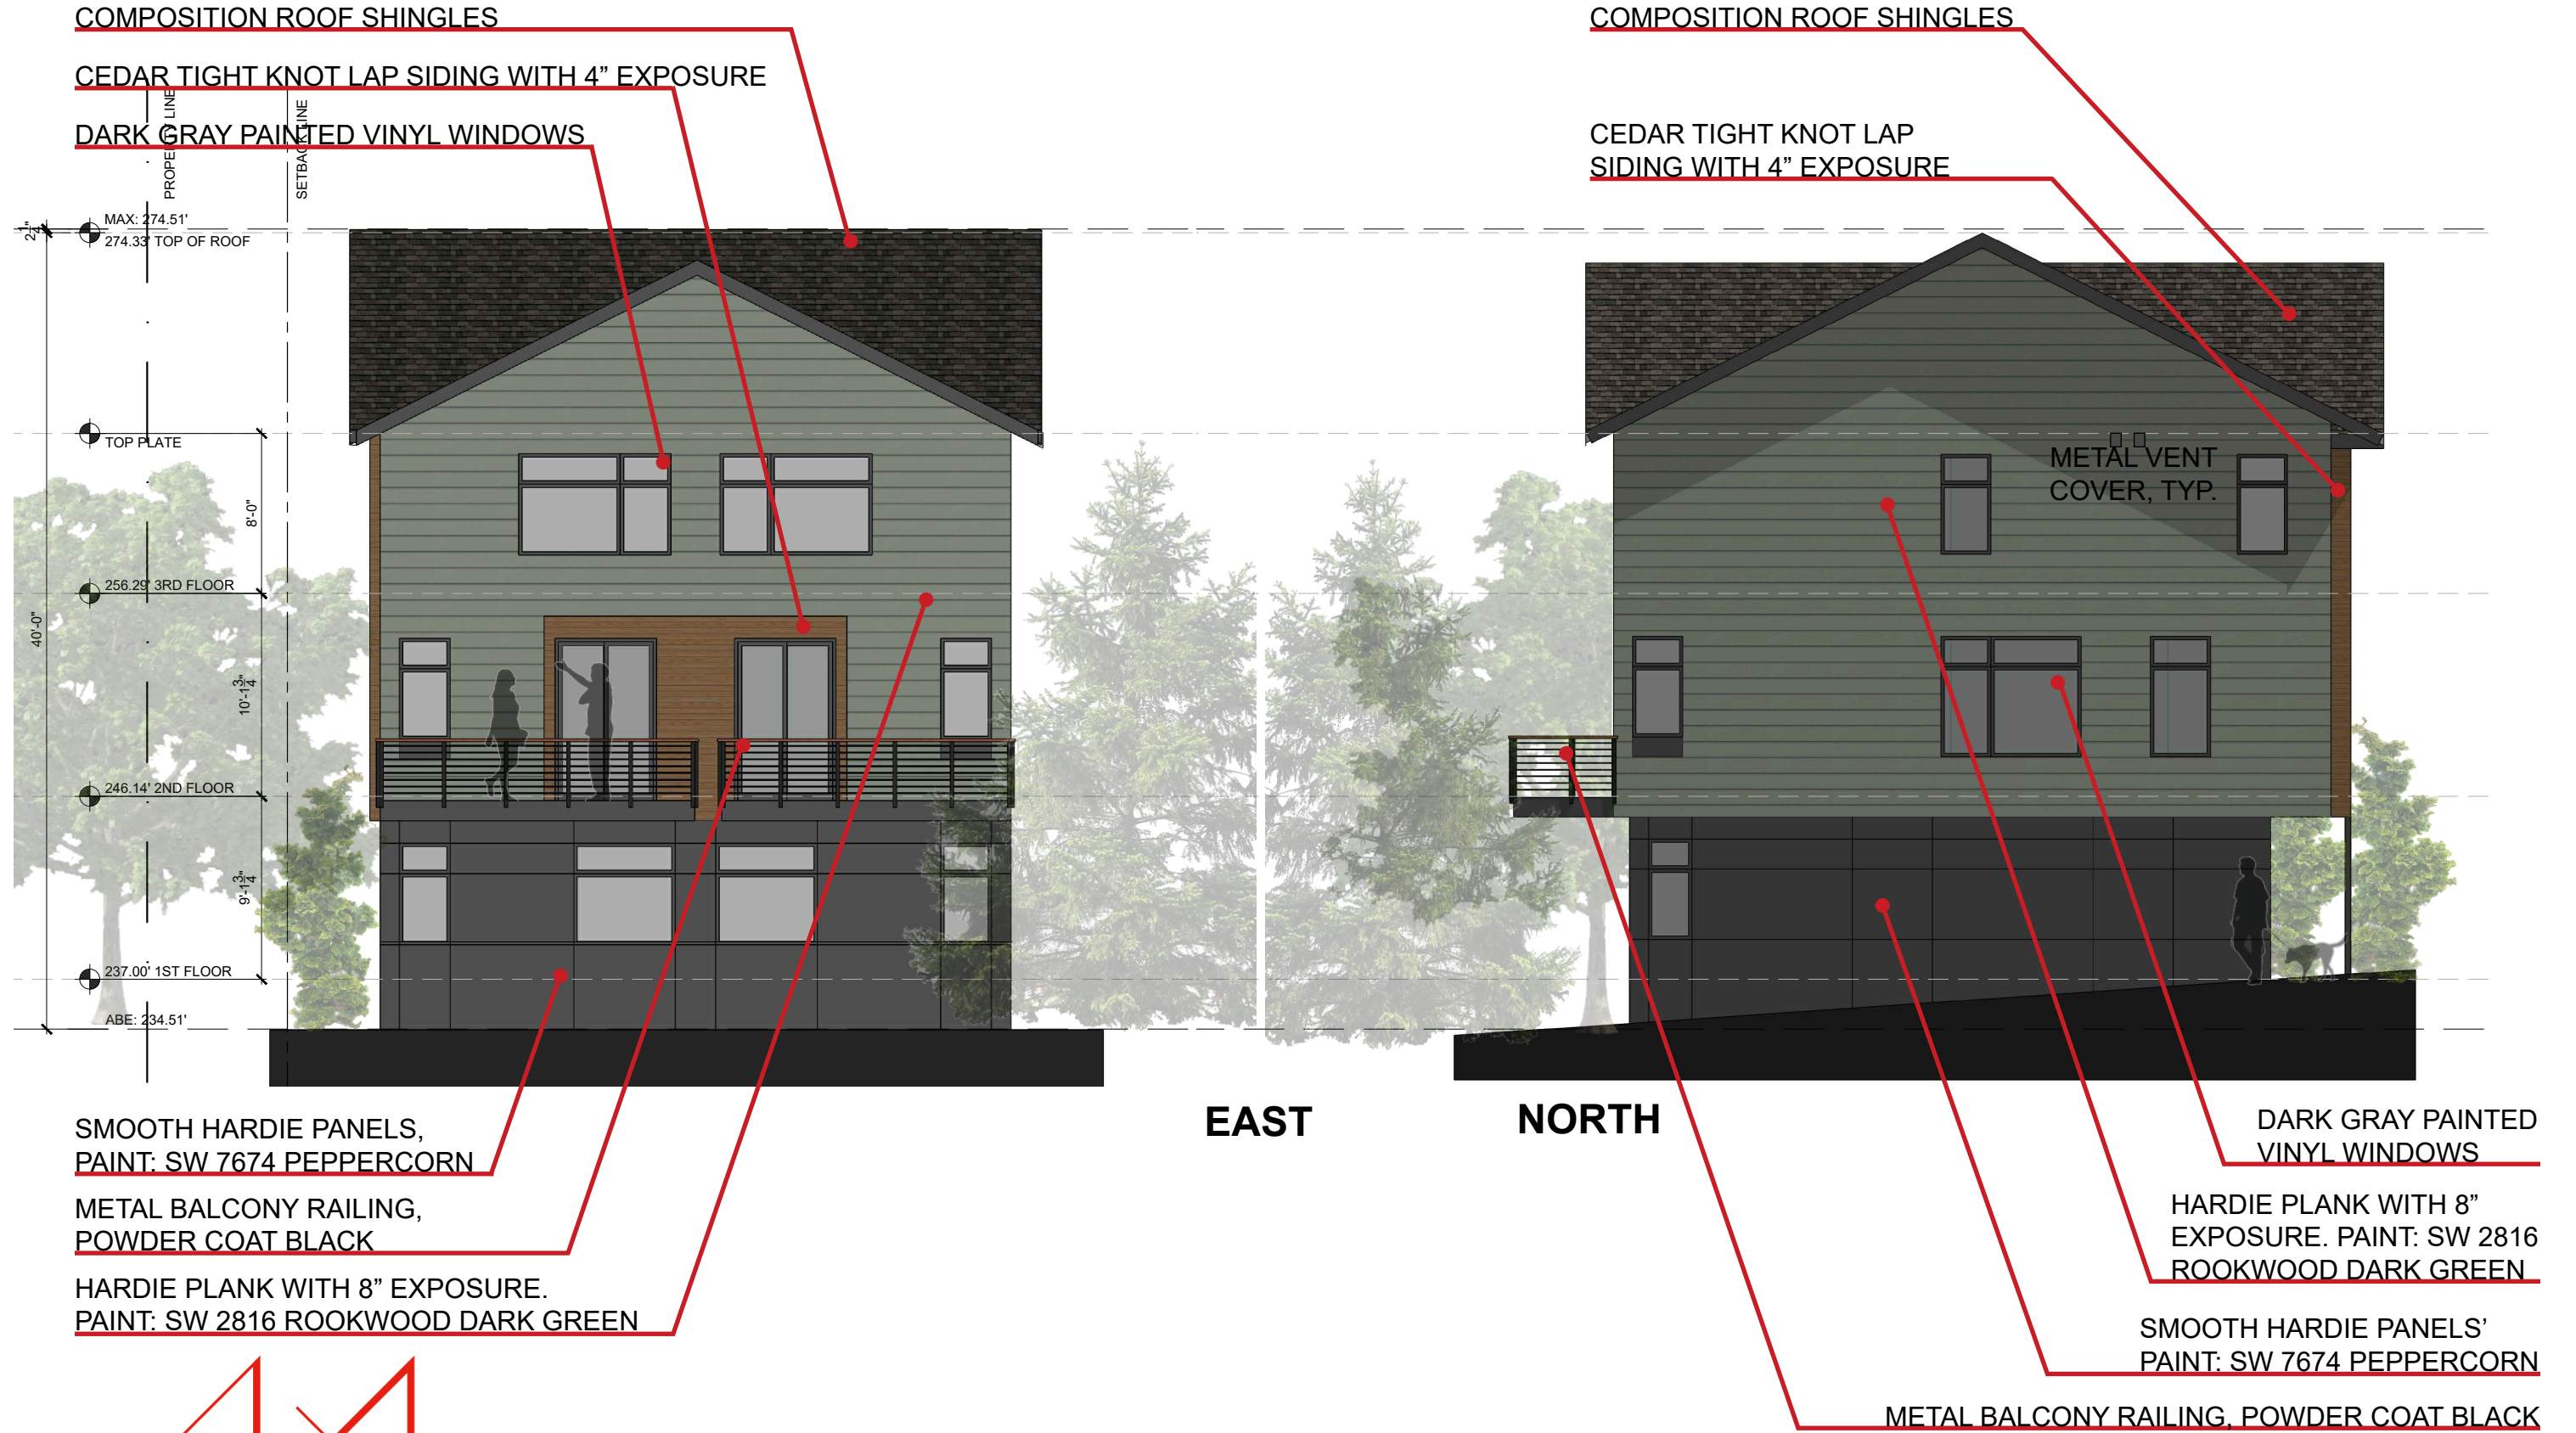 COMPOSITION ROOF SHINGLES
CEDAR TIGHT KNOT LAP SIDING WITH 4” EXPOSURE
DARK GRAY PAINTED VINYL WINDOWS
PROPERTY LINE
SETBACK LINE
MAX: 274.51'
274.33' TOP OF ROOF
2 1/4"
TOP PLATE
8'-0"
256.29' 3RD FLOOR
40'-0"
10'-1 3/4"
246.14' 2ND FLOOR
9'-1 3/4"
237.00' 1ST FLOOR
ABE: 234.51'
SMOOTH HARDIE PANELS,
PAINT: SW 7674 PEPPERCORN
METAL BALCONY RAILING,
POWDER COAT BLACK
HARDIE PLANK WITH 8” EXPOSURE.
PAINT: SW 2816 ROOKWOOD DARK GREEN
EAST
COMPOSITION ROOF SHINGLES
CEDAR TIGHT KNOT LAP
SIDING WITH 4” EXPOSURE
METAL VENT
COVER, TYP.
NORTH
DARK GRAY PAINTED
VINYL WINDOWS
HARDIE PLANK WITH 8”
EXPOSURE. PAINT: SW 2816
ROOKWOOD DARK GREEN
SMOOTH HARDIE PANELS’
PAINT: SW 7674 PEPPERCORN
METAL BALCONY RAILING, POWDER COAT BLACK